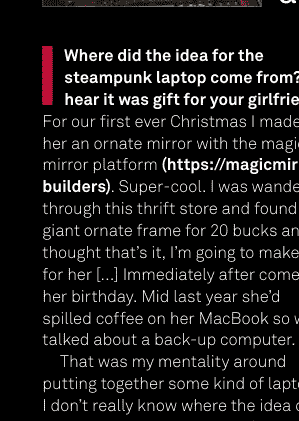 Where did the idea for the
steampunk laptop come from?
hear it was gift for your girlfrie
For our first ever Christmas I made
her an ornate mirror with the magi
mirror platform (https://magicmir
builders). Super-cool. I was wande
through this thrift store and found
giant ornate frame for 20 bucks an
thought that's it, I'm going to make
for her [...] Immediately after come
her birthday. Mid last year she'd
spilled coffee on her MacBook so w
talked about a back-up computer.
That was my mentality around
putting together some kind of lapt
I don't really know where the idea c